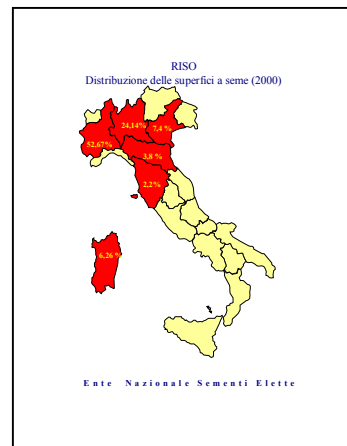 RISO
Distribuzione delle superfici a seme (2000)
24,14%
7,4 %
52,67%
3,8 %
2,2%
6,26 %
Ente Nazionale Sementi Elette